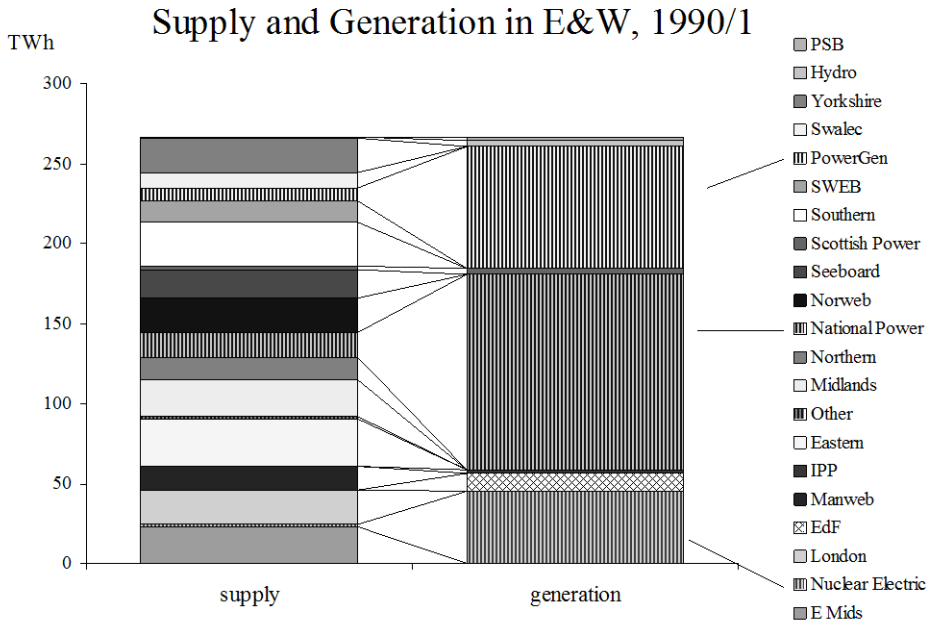 Supply and Generation in E&W, 1990/1
TWh
300
250
200
150
100
50
0
supply
generation
PSB
Hydro
Yorkshire
Swalec
PowerGen
SWEB
Southern
Scottish Power
Seeboard
Norweb
National Power
Northern
Midlands
Other
Eastern
IPP
Manweb
EdF
London
Nuclear Electric
E Mids